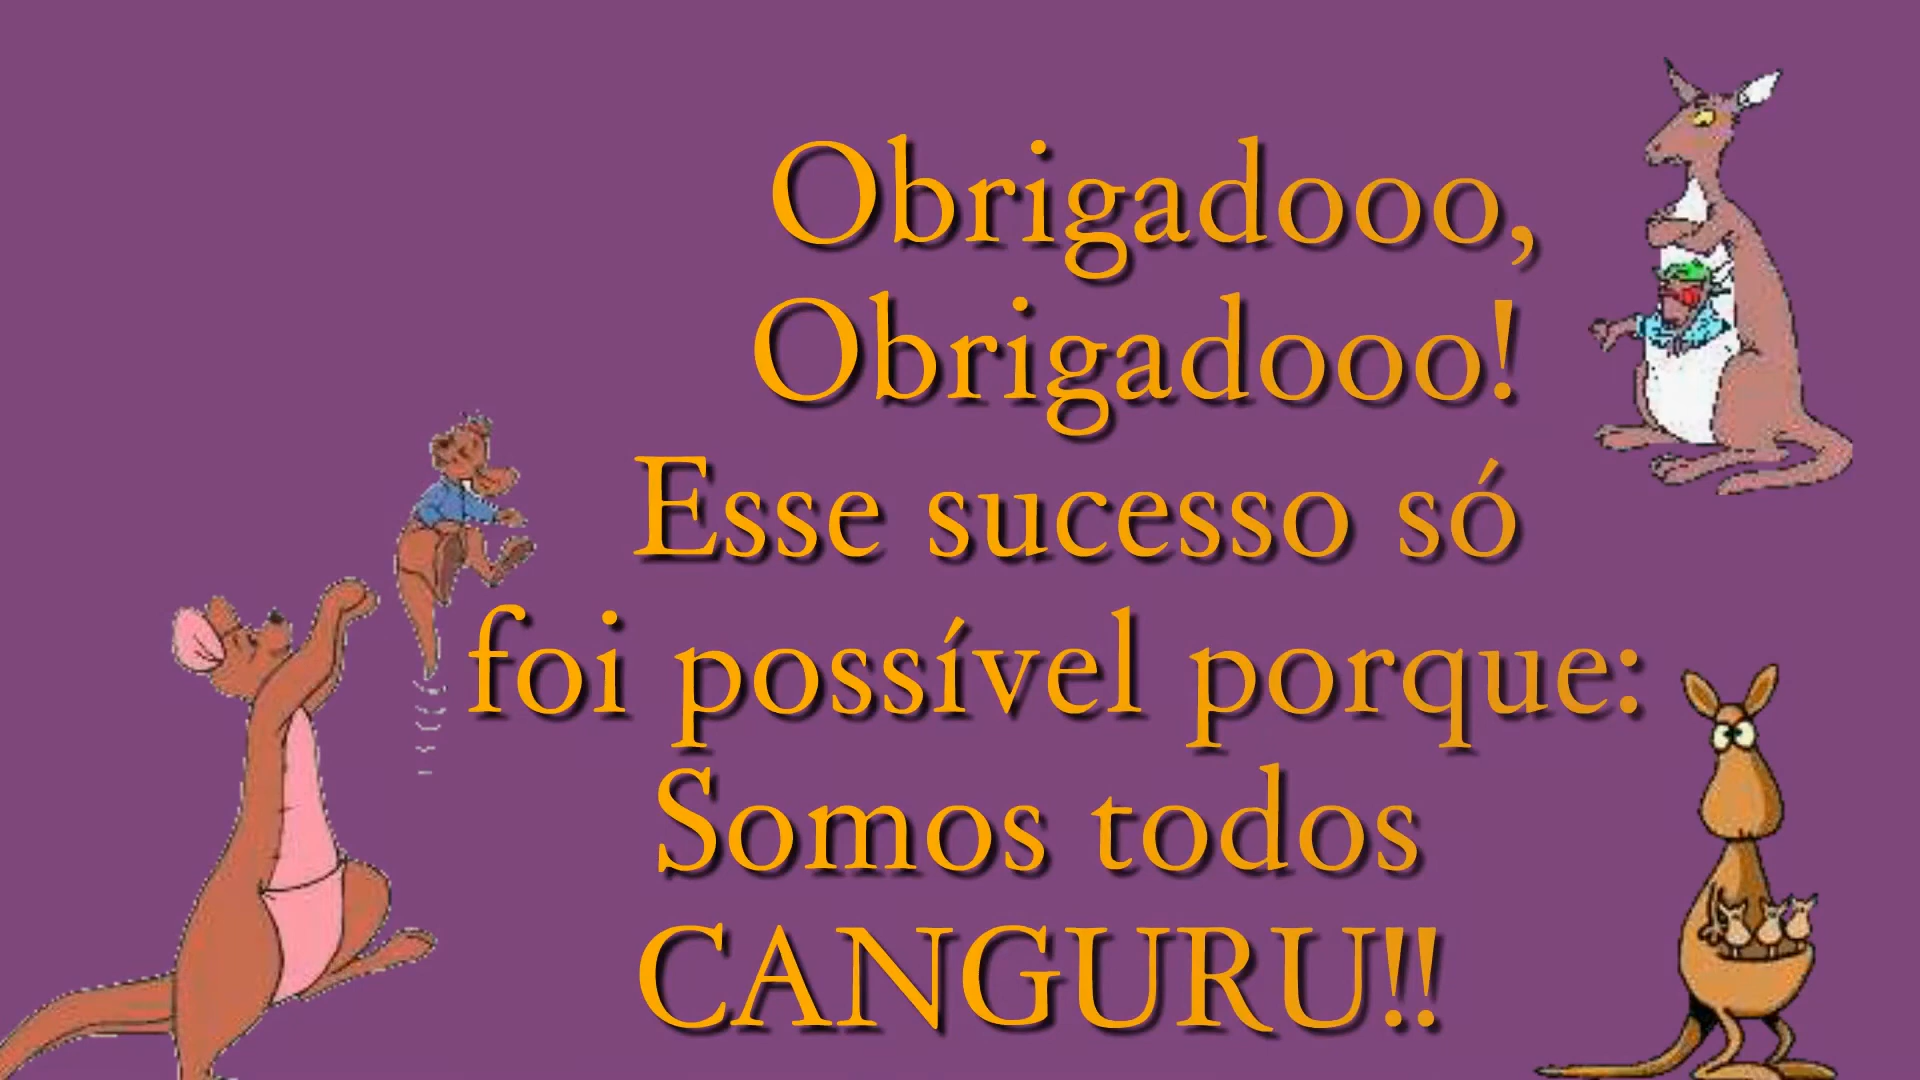 Obrigadooo,
Obrigadooo!
Esse sucesso só
foi possível porque:
Somos todos
CANGURU!!